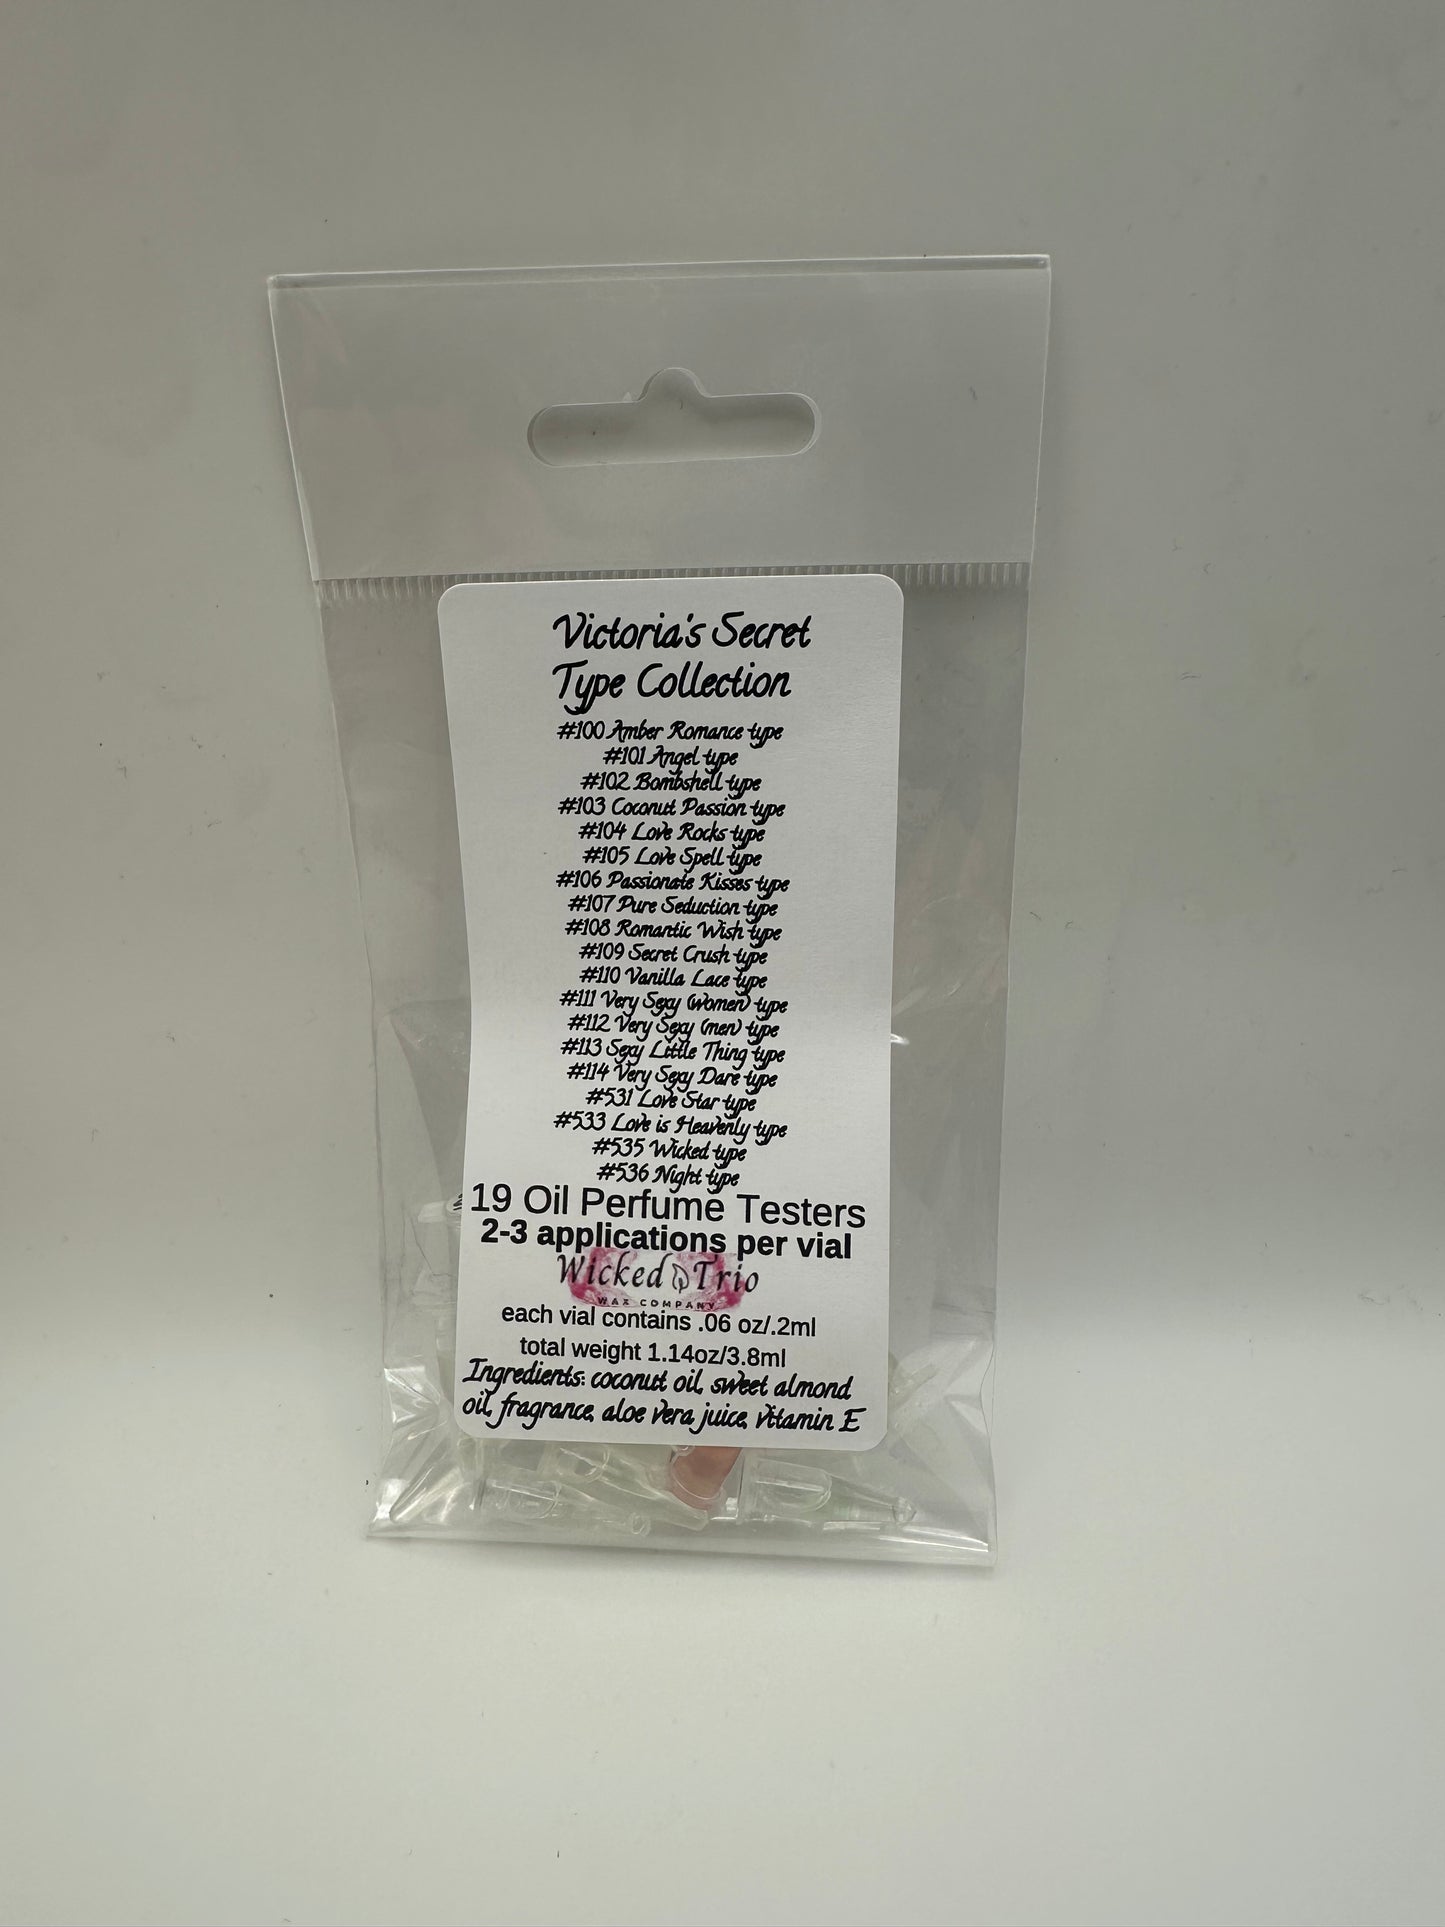 Victoria's Secret
Type Collection
#100 Amber Romance type
#101 Angel type
#102 Bombshell type
#103 Coconut Passion type
#104 Love Rocks type
#105 Love Spell type
#106 Passionate Kisses type
#107 Pure Seduction type
#108 Romantic Wish type
#109 Secret Crush type
#110 Vanilla Lace type
#111 Very Sexy (women) type
#112 Very Sexy (men) type
#113 Sexy Little Thing type
#114 Very Sexy Dare type
#531 Love Star type
#533 Love is Heavenly type
#535 Wicked type
#536 Night type
19 Oil Perfume Testers
2-3 applications per vial
Wicked Trio
WAX COMPANY
each vial contains .06 oz/.2ml
total weight 1.14oz/3.8ml
Ingredients: coconut oil, sweet almond
oil, fragrance, aloe vera juice, vitamin E